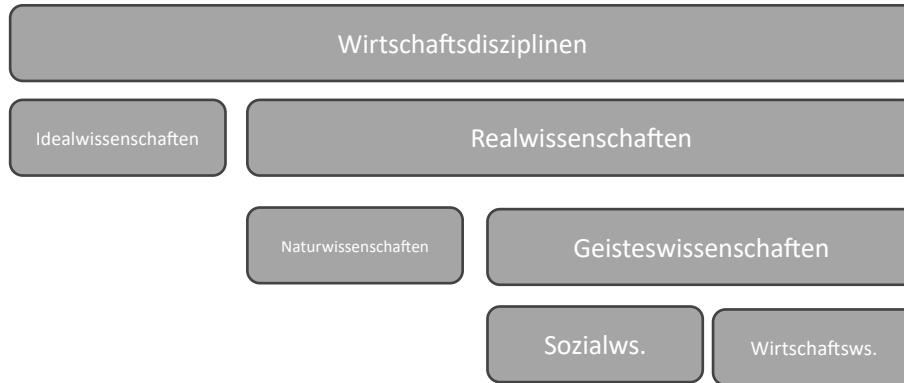 Wirtschaftsdisziplinen
Idealwissenschaften
Realwissenschaften
Naturwissenschaften
Geisteswissenschaften
Sozialws.
Wirtschaftsws.